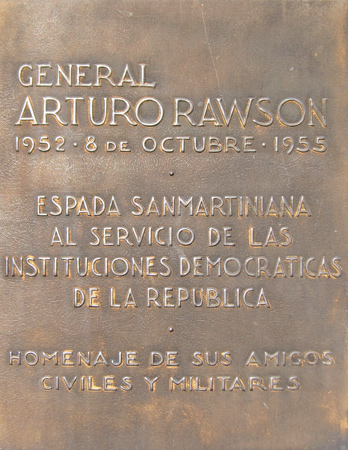 GENERAL
ARTURO RAWSON
1952 · 8 DE OCTUBRE · 1955
ESPADA SANMARTINIANA
AL SERVICIO DE LAS
INSTITUCIONES DEMOCRATICAS
DE LA REPUBLICA
HOMENAJE DE SUS AMIGOS
CIVILES Y MILITARES